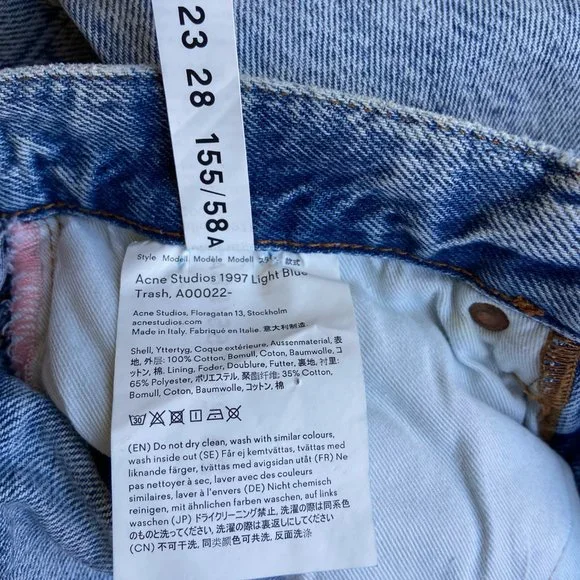 23 28 155/58A
Style Modell Modèle Modell 款式
Acne Studios 1997 Light Blue
Trash, A00022-
Acne Studios, Floragatan 13, Stockholm
acnestudios.com
Made in Italy. Fabriqué en Italie. 意大利制造
Shell, Yttertyg, Coque extérieure, Aussenmaterial, 表
地, 外层: 100% Cotton, Bomull, Coton, Baumwolle, コ
ットン, 棉. Lining, Foder, Doublure, Futter, 裏地, 衬里:
65% Polyester, ポリエステル, 聚酯纤维; 35% Cotton,
Bomull, Coton, Baumwolle, コットン, 棉
30
(EN) Do not dry clean, wash with similar colours,
wash inside out (SE) Får ej kemtvättas, tvättas med
liknande färger, tvättas med avigsidan utåt (FR) Ne
pas nettoyer à sec, laver avec des couleurs
similaires, laver à l'envers (DE) Nicht chemisch
reinigen, mit ähnlichen farben waschen, auf links
waschen (JP) ドライクリーニング禁止, 洗濯の際は同系色
のものと洗ってください, 洗濯の際は裏返しにしてくださ
い (CN) 不可干洗, 同类颜色可共洗, 反面洗涤